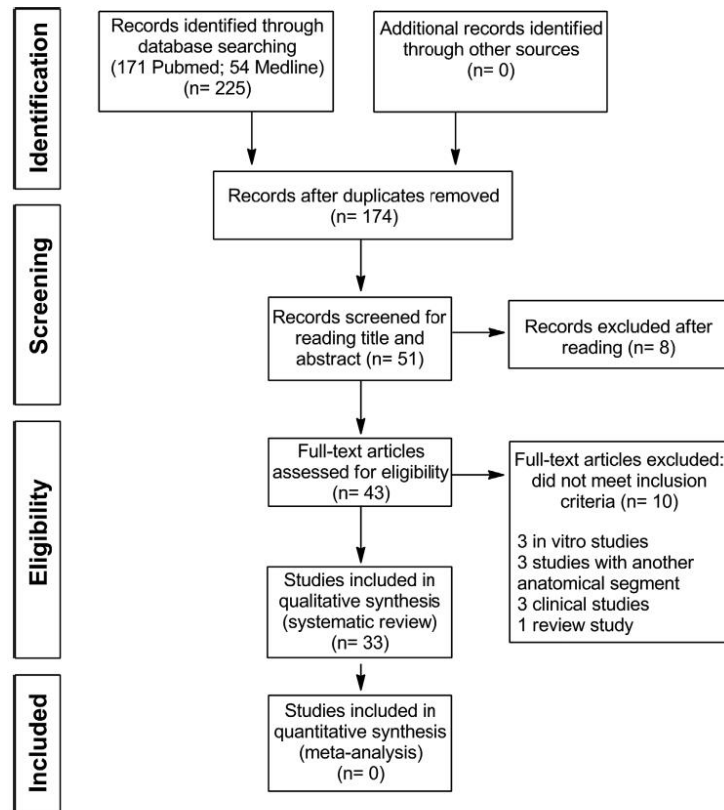 Identification
Records identified through
database searching
(171 Pubmed; 54 Medline)
(n= 225)
Additional records identified
through other sources
(n= 0)
Records after duplicates removed
(n= 174)
Screening
Records screened for
reading title and
abstract (n= 51)
Records excluded after
reading (n= 8)
Eligibility
Full-text articles
assessed for eligibility
(n= 43)
Full-text articles excluded:
did not meet inclusion
criteria (n= 10)
3 in vitro studies
3 studies with another
anatomical segment
3 clinical studies
1 review study
Studies included in
qualitative synthesis
(systematic review)
(n= 33)
Included
Studies included in
quantitative synthesis
(meta-analysis)
(n= 0)